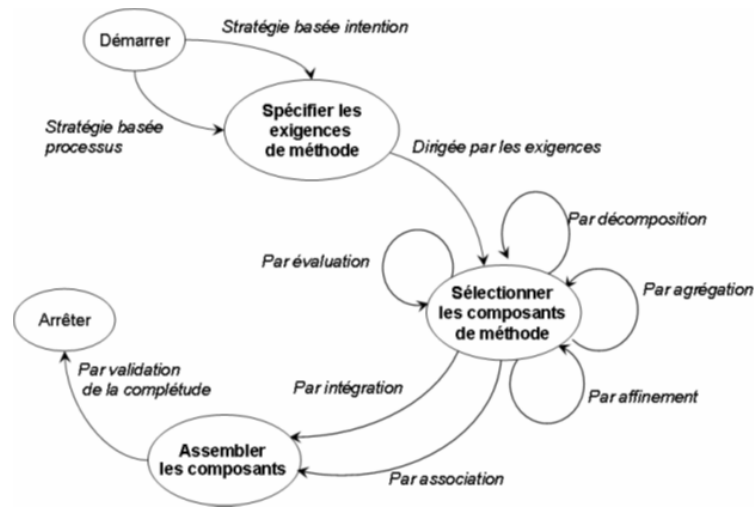 Stratégie basée intention
Démarrer
Spécifier les
exigences
de méthode
Stratégie basée
processus
Dirigée par les exigences
Par décomposition
Par évaluation
Sélectionner
les composants
de méthode
Par agrégation
Arrêter
Par validation
de la complétude
Par intégration
Par affinement
Assembler
les composants
Par association